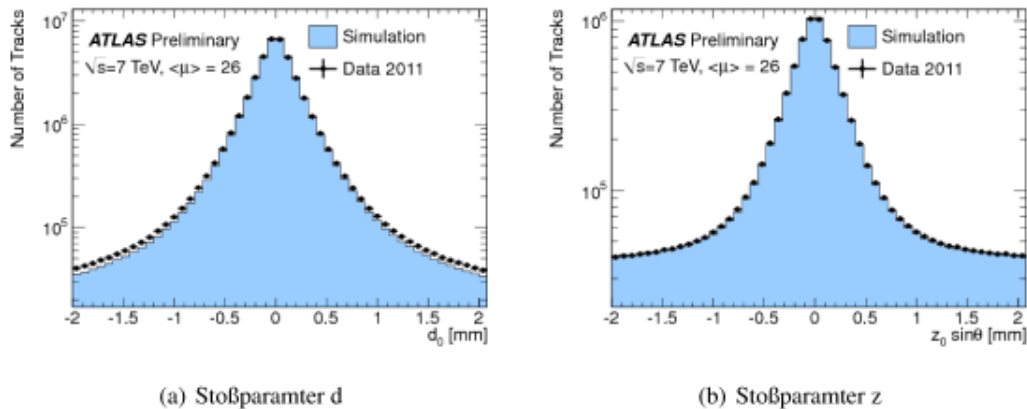 ATLAS Preliminary
√s=7 TeV, <μ> = 26
Simulation
Data 2011
Number of Tracks
10⁷
10⁶
10⁵
-2 -1.5 -1 -0.5 0 0.5 1 1.5 2
d₀ [mm]
(a) Stoßparamter d
ATLAS Preliminary
√s=7 TeV, <μ> = 26
Simulation
Data 2011
Number of Tracks
10⁶
10⁵
-2 -1.5 -1 -0.5 0 0.5 1 1.5 2
z₀ sinθ [mm]
(b) Stoßparamter z